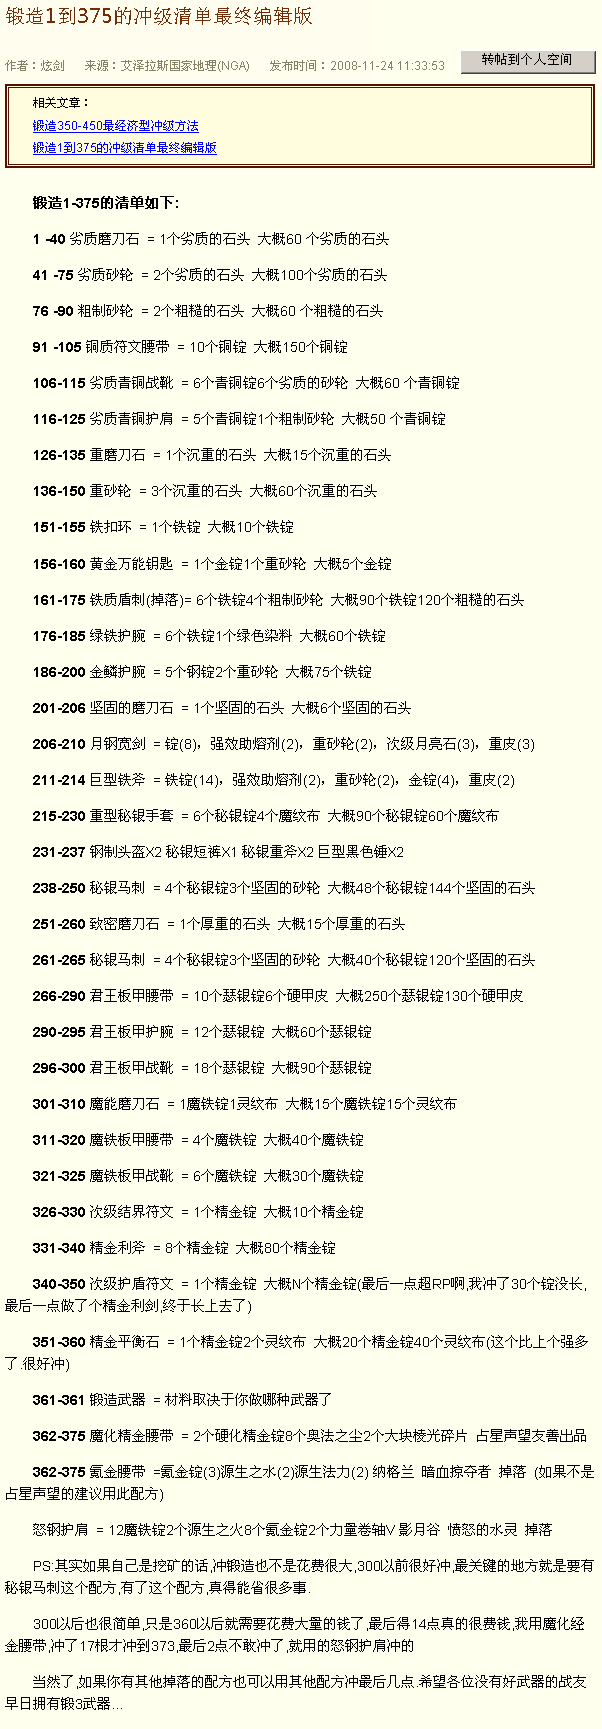 锻造1到375的冲级清单最终编辑版
作者：炫剑 来源：艾泽拉斯国家地理(NGA) 发布时间：2008-11-24 11:33:53 转帖到个人空间
相关文章：
锻造350-450最经济型冲级方法
锻造1到375的冲级清单最终编辑版
锻造1-375的清单如下:
1 -40 劣质磨刀石 = 1个劣质的石头 大概60 个劣质的石头
41 -75 劣质砂轮 = 2个劣质的石头 大概100个劣质的石头
76 -90 粗制砂轮 = 2个粗糙的石头 大概60 个粗糙的石头
91 -105 铜质符文腰带 = 10个铜锭 大概150个铜锭
106-115 劣质青铜战靴 = 6个青铜锭6个劣质的砂轮 大概60 个青铜锭
116-125 劣质青铜护肩 = 5个青铜锭1个粗制砂轮 大概50 个青铜锭
126-135 重磨刀石 = 1个沉重的石头 大概15个沉重的石头
136-150 重砂轮 = 3个沉重的石头 大概60个沉重的石头
151-155 铁扣环 = 1个铁锭 大概10个铁锭
156-160 黄金万能钥匙 = 1个金锭1个重砂轮 大概5个金锭
161-175 铁质盾刺(掉落)= 6个铁锭4个粗制砂轮 大概90个铁锭120个粗糙的石头
176-185 绿铁护腕 = 6个铁锭1个绿色染料 大概60个铁锭
186-200 金鳞护腕 = 5个钢锭2个重砂轮 大概75个铁锭
201-206 坚固的磨刀石 = 1个坚固的石头 大概6个坚固的石头
206-210 月钢宽剑 = 锭(8)，强效助熔剂(2)，重砂轮(2)，次级月亮石(3)，重皮(3)
211-214 巨型铁斧 = 铁锭(14)，强效助熔剂(2)，重砂轮(2)，金锭(4)，重皮(2)
215-230 重型秘银手套 = 6个秘银锭4个魔纹布 大概90个秘银锭60个魔纹布
231-237 钢制头盔X2 秘银短裤X1 秘银重斧X2 巨型黑色锤X2
238-250 秘银马刺 = 4个秘银锭3个坚固的砂轮 大概48个秘银锭144个坚固的石头
251-260 致密磨刀石 = 1个厚重的石头 大概15个厚重的石头
261-265 秘银马刺 = 4个秘银锭3个坚固的砂轮 大概40个秘银锭120个坚固的石头
266-290 君王板甲腰带 = 10个瑟银锭6个硬甲皮 大概250个瑟银锭130个硬甲皮
290-295 君王板甲护腕 = 12个瑟银锭 大概60个瑟银锭
296-300 君王板甲战靴 = 18个瑟银锭 大概90个瑟银锭
301-310 魔能磨刀石 = 1魔铁锭1灵纹布 大概15个魔铁锭15个灵纹布
311-320 魔铁板甲腰带 = 4个魔铁锭 大概40个魔铁锭
321-325 魔铁板甲战靴 = 6个魔铁锭 大概30个魔铁锭
326-330 次级结界符文 = 1个精金锭 大概10个精金锭
331-340 精金利斧 = 8个精金锭 大概80个精金锭
340-350 次级护盾符文 = 1个精金锭 大概N个精金锭(最后一点超RP啊,我冲了30个锭没长,
最后一点做了个精金利剑,终于长上去了)
351-360 精金平衡石 = 1个精金锭2个灵纹布 大概20个精金锭40个灵纹布(这个比上个强多
了.很好冲)
361-361 锻造武器 = 材料取决于你做哪种武器了
362-375 魔化精金腰带 = 2个硬化精金锭8个奥法之尘2个大块棱光碎片 占星声望友善出品
362-375 氪金腰带 =氪金锭(3)源生之水(2)源生法力(2) 纳格兰 暗血掠夺者 掉落 (如果不是
占星声望的建议用此配方)
怒钢护肩 = 12魔铁锭2个源生之火8个氪金锭2个力量卷轴V 影月谷 愤怒的水灵 掉落
PS:其实如果自己是挖矿的话,冲锻造也不是花费很大,300以前很好冲,最关键的地方就是要有
秘银马刺这个配方,有了这个配方,真得能省很多事.
300以后也很简单,只是360以后就需要花费大量的钱了,最后得14点真的很费钱,我用魔化经
金腰带,冲了17根才冲到373,最后2点不敢冲了,就用的怒钢护肩冲的
当然了,如果你有其他掉落的配方也可以用其他配方冲最后几点.希望各位没有好武器的战友
早日拥有锻3武器...